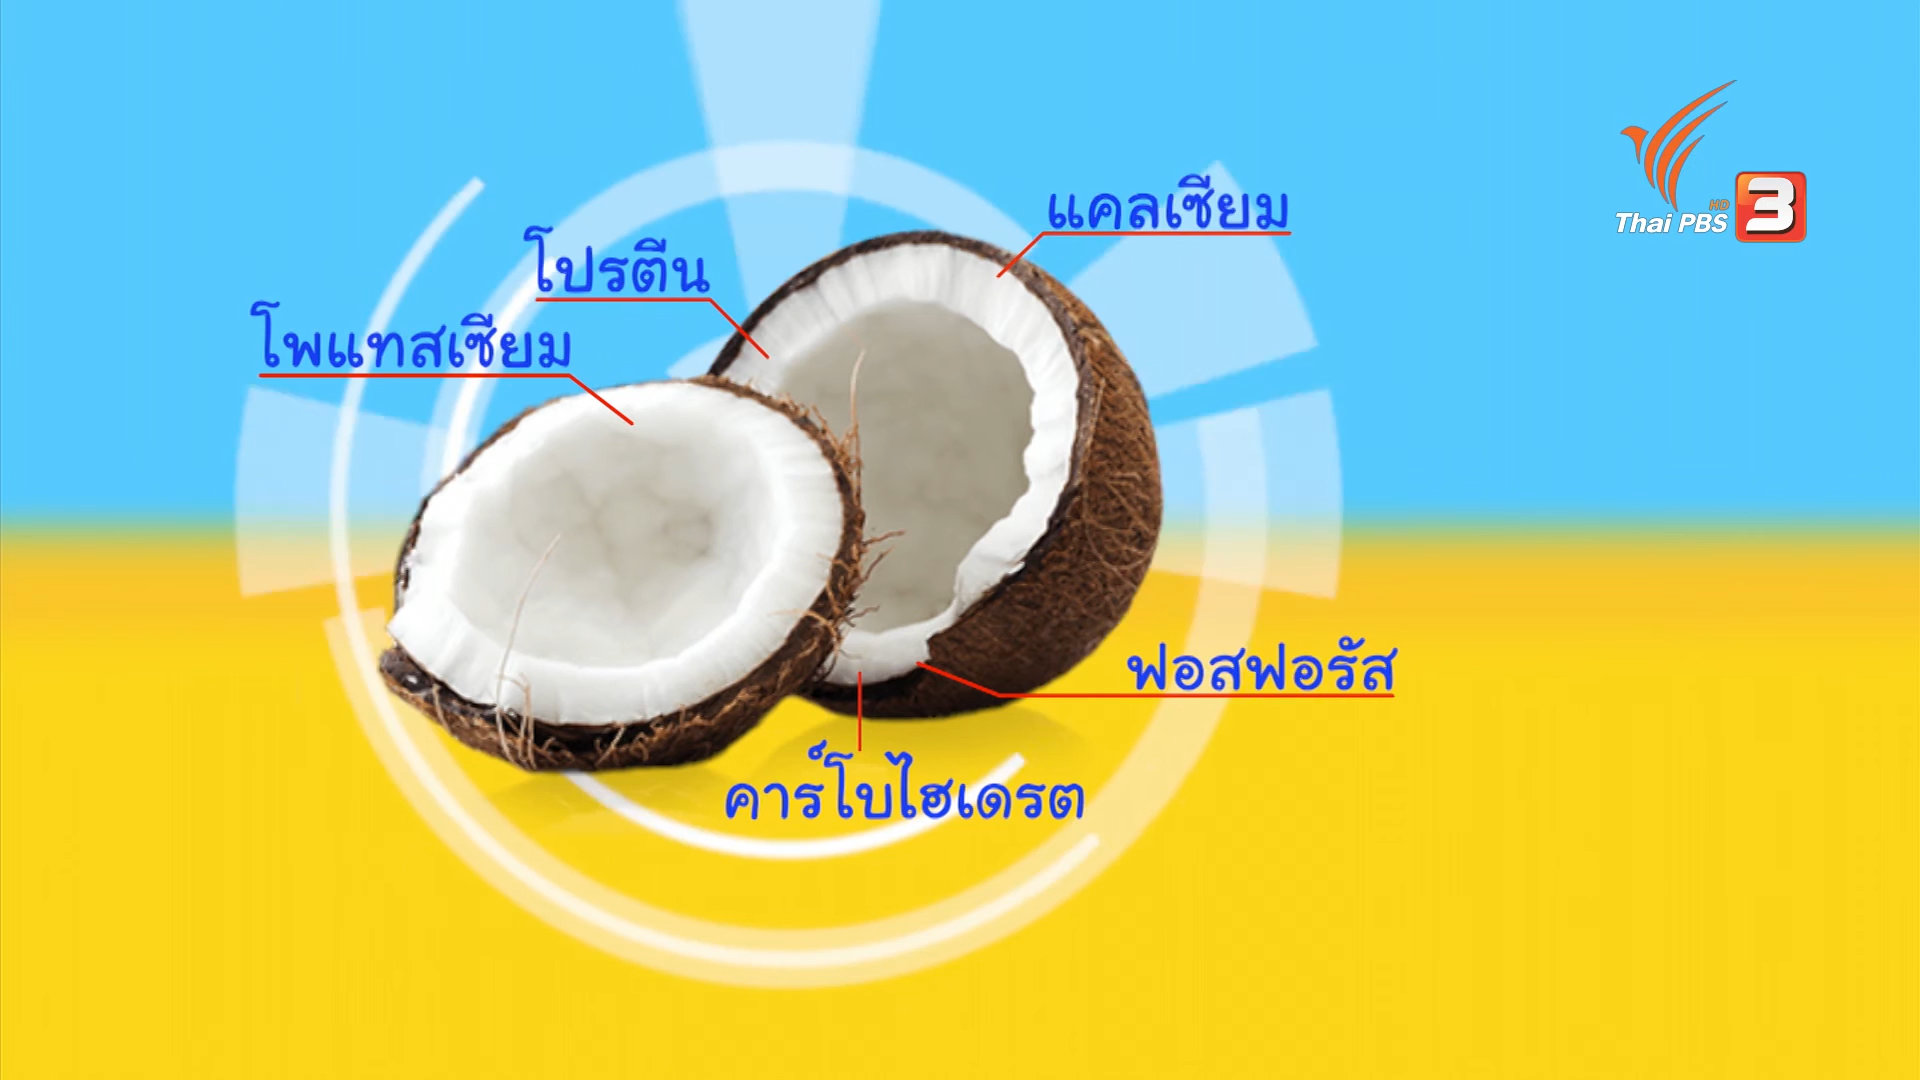 แคลเซียม
โปรตีน
โพแทสเซียม
ฟอสฟอรัส
คาร์โบไฮเดรต
HD
Thai PBS 3